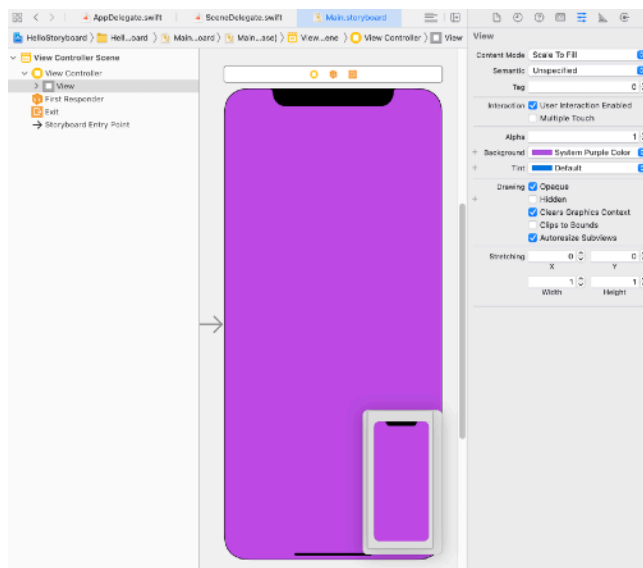 AppDelegate.swift
SceneDelegate.swift
Main.storyboard
HelloStoryboard 〉 Hell...oard 〉 Main...oard 〉 Main...ase) 〉 View...ene 〉 View Controller 〉 View
View Controller Scene
View Controller
View
First Responder
Exit
Storyboard Entry Point
View
Content Mode Scale To Fill
Semantic Unspecified
Tag 0
Interaction User Interaction Enabled
Multiple Touch
Alpha 1
Background System Purple Color
Tint Default
Drawing Opaque
Hidden
Clears Graphics Context
Clips to Bounds
Autoresize Subviews
Stretching 0 0
X Y
1 1
Width Height